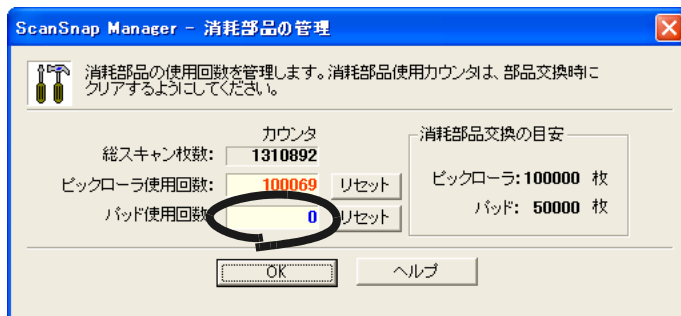 ScanSnap Manager - 消耗部品の管理
消耗部品の使用回数を管理します。消耗部品使用カウンタは、部品交換時に
クリアするようにしてください。
カウンタ
消耗部品交換の目安
総スキャン枚数: 1310892
ピックローラ使用回数: 100069 リセット
ピックローラ: 100000 枚
パッド使用回数 0 リセット
パッド: 50000 枚
OK ヘルプ